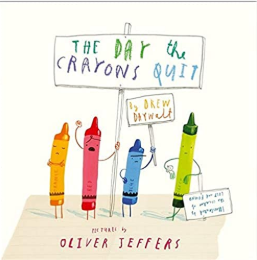 THE DAY the
CRAYONS QUIT
By DREW
DAYWALT
PICTURES by
OLIVER JEFFERS